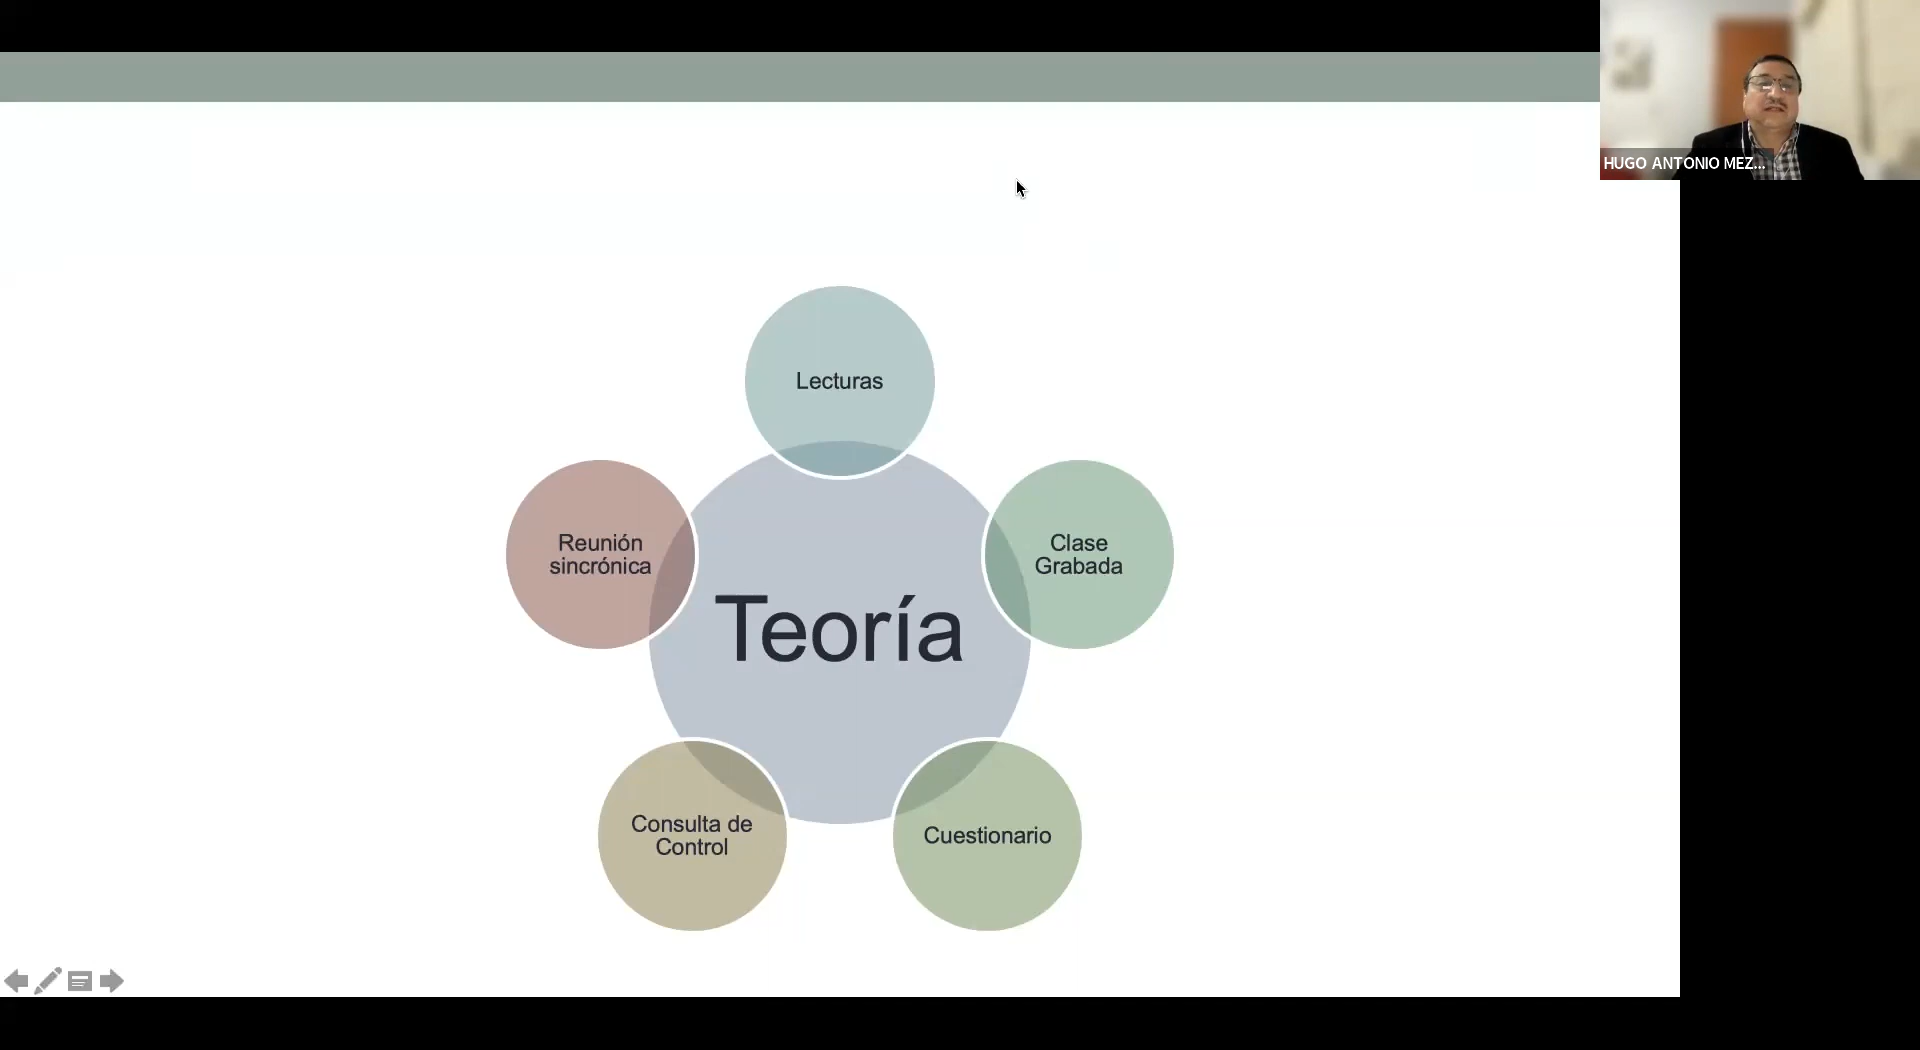 HUGO ANTONIO MEZ...
Lecturas
Reunión
sincrónica
Clase
Grabada
Teoría
Consulta de
Control
Cuestionario